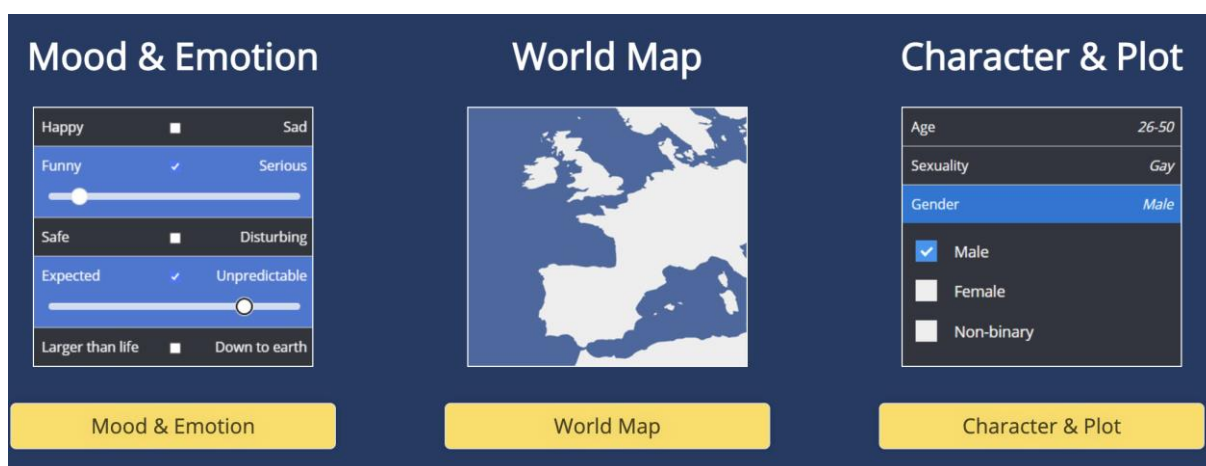 Mood & Emotion
Happy Sad
Funny Serious
Safe Disturbing
Expected Unpredictable
Larger than life Down to earth
Mood & Emotion
World Map
World Map
Character & Plot
Age 26-50
Sexuality Gay
Gender Male
Male
Female
Non-binary
Character & Plot